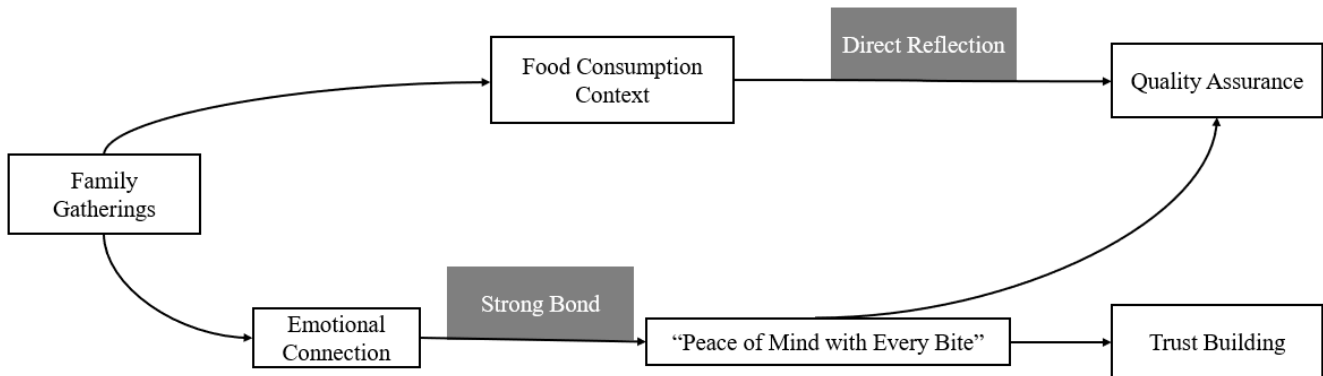 Direct Reflection
Food Consumption
Context
Quality Assurance
Family
Gatherings
Strong Bond
Emotional
Connection
“Peace of Mind with Every Bite”
Trust Building